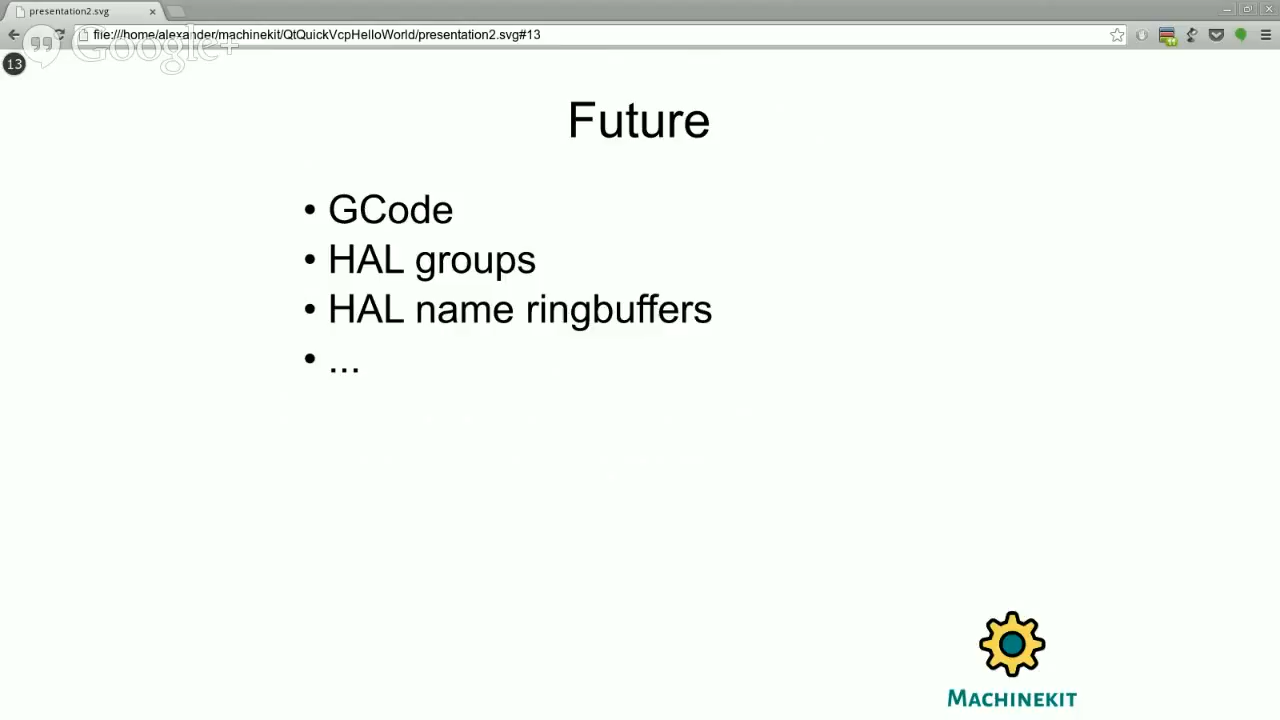 presentation2.svg
file:///home/alexander/machinekit/QtQuickVcpHelloWorld/presentation2.svg#13
Google+
13
Future
• GCode
• HAL groups
• HAL name ringbuffers
• ...
MACHINEKIT